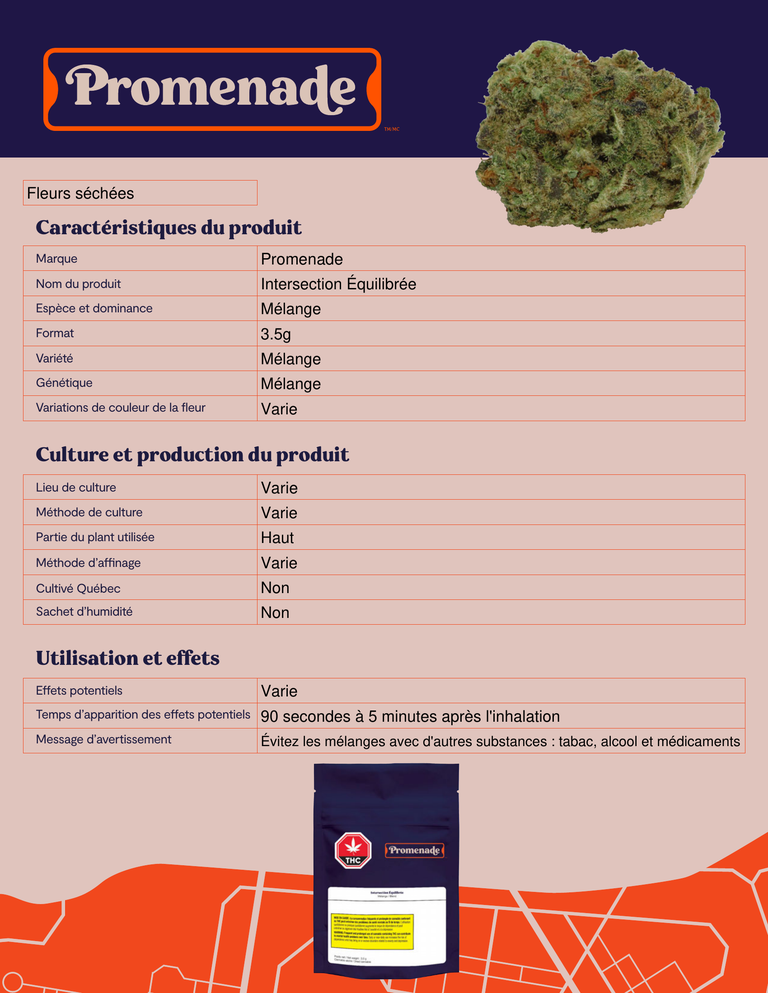 Promenade
TM/MC
Fleurs séchées
Caractéristiques du produit
Marque Promenade
Nom du produit Intersection Équilibrée
Espèce et dominance Mélange
Format 3.5g
Variété Mélange
Génétique Mélange
Variations de couleur de la fleur Varie
Culture et production du produit
Lieu de culture Varie
Méthode de culture Varie
Partie du plant utilisée Haut
Méthode d'affinage Varie
Cultivé Québec Non
Sachet d'humidité Non
Utilisation et effets
Effets potentiels Varie
Temps d'apparition des effets potentiels 90 secondes à 5 minutes après l'inhalation
Message d'avertissement Évitez les mélanges avec d'autres substances : tabac, alcool et médicaments
THC
Promenade
Intersection Équilibrée